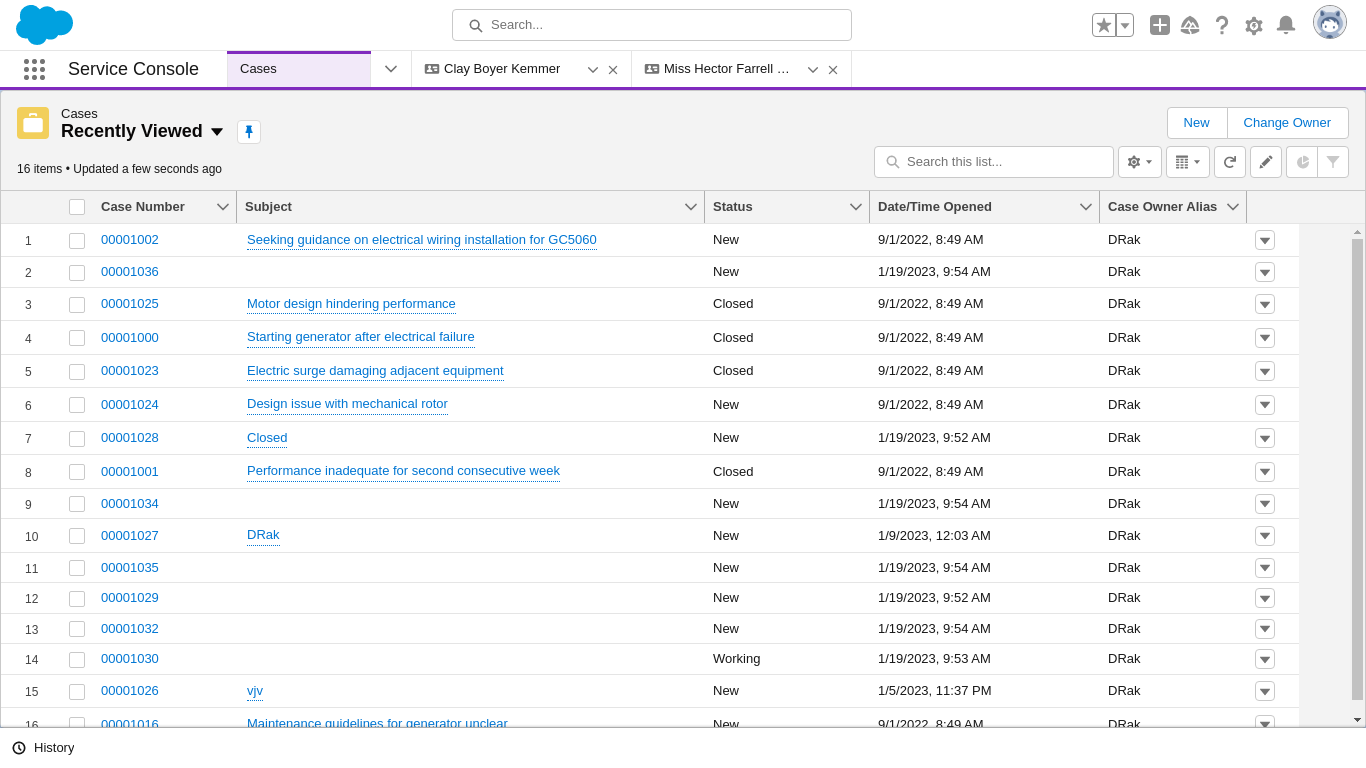 Search...
Service Console
Cases
Clay Boyer Kemmer
Miss Hector Farrell …
Cases
Recently Viewed
New
Change Owner
16 items • Updated a few seconds ago
Search this list...
Case Number Subject Status Date/Time Opened Case Owner Alias
1 00001002 Seeking guidance on electrical wiring installation for GC5060 New 9/1/2022, 8:49 AM DRak
2 00001036 New 1/19/2023, 9:54 AM DRak
3 00001025 Motor design hindering performance Closed 9/1/2022, 8:49 AM DRak
4 00001000 Starting generator after electrical failure Closed 9/1/2022, 8:49 AM DRak
5 00001023 Electric surge damaging adjacent equipment Closed 9/1/2022, 8:49 AM DRak
6 00001024 Design issue with mechanical rotor New 9/1/2022, 8:49 AM DRak
7 00001028 Closed New 1/19/2023, 9:52 AM DRak
8 00001001 Performance inadequate for second consecutive week Closed 9/1/2022, 8:49 AM DRak
9 00001034 New 1/19/2023, 9:54 AM DRak
10 00001027 DRak New 1/9/2023, 12:03 AM DRak
11 00001035 New 1/19/2023, 9:54 AM DRak
12 00001029 New 1/19/2023, 9:52 AM DRak
13 00001032 New 1/19/2023, 9:54 AM DRak
14 00001030 Working 1/19/2023, 9:53 AM DRak
15 00001026 vjv New 1/5/2023, 11:37 PM DRak
16 00001016 Maintenance guidelines for generator unclear New 9/1/2022, 8:49 AM DRak
History